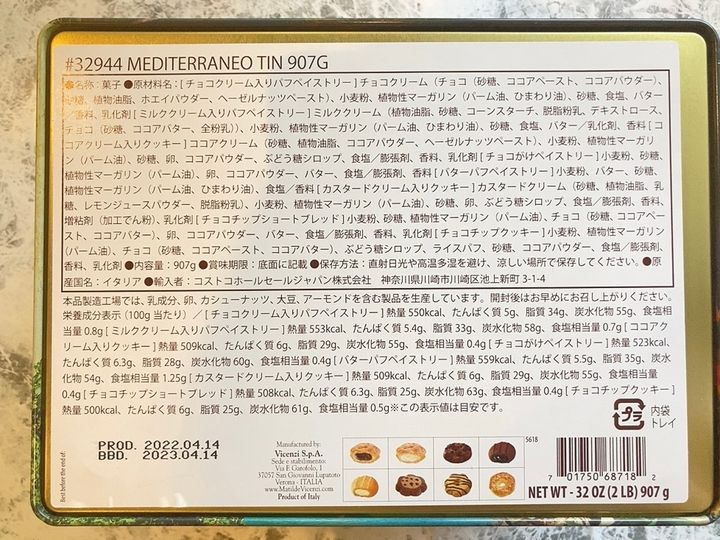 #32944 MEDITERRANEO TIN 907G
●名称：菓子 ●原材料名：[ チョコクリーム入りパフペイストリー ] チョコクリーム（チョコ（砂糖、ココアペースト、ココアパウダー）、
砂糖、植物油脂、ホエイパウダー、ヘーゼルナッツペースト）、小麦粉、植物性マーガリン（パーム油、ひまわり油）、砂糖、食塩、バター
／香料、乳化剤 [ ミルククリーム入りパフペイストリー ] ミルククリーム（植物油脂、砂糖、コーンスターチ、脱脂粉乳、デキストロース、
チョコ（砂糖、ココアバター、全粉乳））、小麦粉、植物性マーガリン（パーム油、ひまわり油）、砂糖、食塩、バター／乳化剤、香料 [ コ
コアクリーム入りクッキー ] ココアクリーム（砂糖、植物油脂、ココアパウダー、ヘーゼルナッツペースト）、小麦粉、植物性マーガリ
ン（パーム油）、砂糖、卵、ココアパウダー、ぶどう糖シロップ、食塩／膨張剤、香料、乳化剤 [ チョコがけペイストリー ] 小麦粉、砂糖、
植物性マーガリン（パーム油）、卵、ココアパウダー、バター、食塩／膨張剤、香料 [ バターパフペイストリー ] 小麦粉、バター、砂糖、
植物性マーガリン（パーム油、ひまわり油）、食塩／香料 [ カスタードクリーム入りクッキー ] カスタードクリーム（砂糖、植物油脂、乳
糖、レモンジュースパウダー、脱脂粉乳）、小麦粉、植物性マーガリン（パーム油）、砂糖、卵、ぶどう糖シロップ、食塩／膨張剤、香料、
増粘剤（加工でん粉）、乳化剤 [ チョコチップショートブレッド ] 小麦粉、砂糖、植物性マーガリン（パーム油）、チョコ（砂糖、ココアペー
スト、ココアバター）、卵、ココアパウダー、バター、食塩／膨張剤、香料、乳化剤 [ チョコチップクッキー ] 小麦粉、植物性マーガリン
（パーム油）、チョコ（砂糖、ココアペースト、ココアバター）、ぶどう糖シロップ、ライスパフ、砂糖、ココアパウダー、食塩／膨張剤、
香料、乳化剤 ●内容量：907g ●賞味期限：底面に記載 ●保存方法：直射日光や高温多湿を避け、涼しい場所で保存してください。●原
産国名：イタリア ●輸入者：コストコホールセールジャパン株式会社 神奈川県川崎市川崎区池上新町 3-1-4
本品製造工場では、乳成分、卵、カシューナッツ、大豆、アーモンドを含む製品を生産しています。開封後はお早めにお召し上がりください。
栄養成分表示（100g 当たり）／ [ チョコクリーム入りパフペイストリー ] 熱量 550kcal、たんぱく質 5g、脂質 34g、炭水化物 55g、食塩相当
量 0.8g [ ミルククリーム入りパフペイストリー ] 熱量 553kcal、たんぱく質 5.4g、脂質 33g、炭水化物 58g、食塩相当量 0.7g [ ココアク
リーム入りクッキー ] 熱量 509kcal、たんぱく質 6g、脂質 29g、炭水化物 55g、食塩相当量 0.4g [ チョコがけペイストリー ] 熱量 523kcal、
たんぱく質 6.3g、脂質 28g、炭水化物 60g、食塩相当量 0.4g [ バターパフペイストリー ] 熱量 559kcal、たんぱく質 5.5g、脂質 35g、炭水
化物 54g、食塩相当量 1.25g [ カスタードクリーム入りクッキー ] 熱量 509kcal、たんぱく質 6g、脂質 29g、炭水化物 55g、食塩相当量
0.4g [ チョコチップショートブレッド ] 熱量 508kcal、たんぱく質 6.3g、脂質 25g、炭水化物 63g、食塩相当量 0.4g [ チョコチップクッキー ]
熱量 500kcal、たんぱく質 6g、脂質 25g、炭水化物 61g、食塩相当量 0.5g※この表示値は目安です。
プラ
内袋
トレイ
PROD. 2022.04.14
BBD. 2023.04.14
Best before the end of:
Manufactured by:
Vicenzi S.p.A.
Sede e stabilimento:
Via E Garofolo, 1
37057 San Giovanni Lupatoto
Verona - ITALIA
www.MatildeVicenzi.com
Product of Italy
5618
7 01750 68718 2
NET WT - 32 OZ (2 LB) 907 g